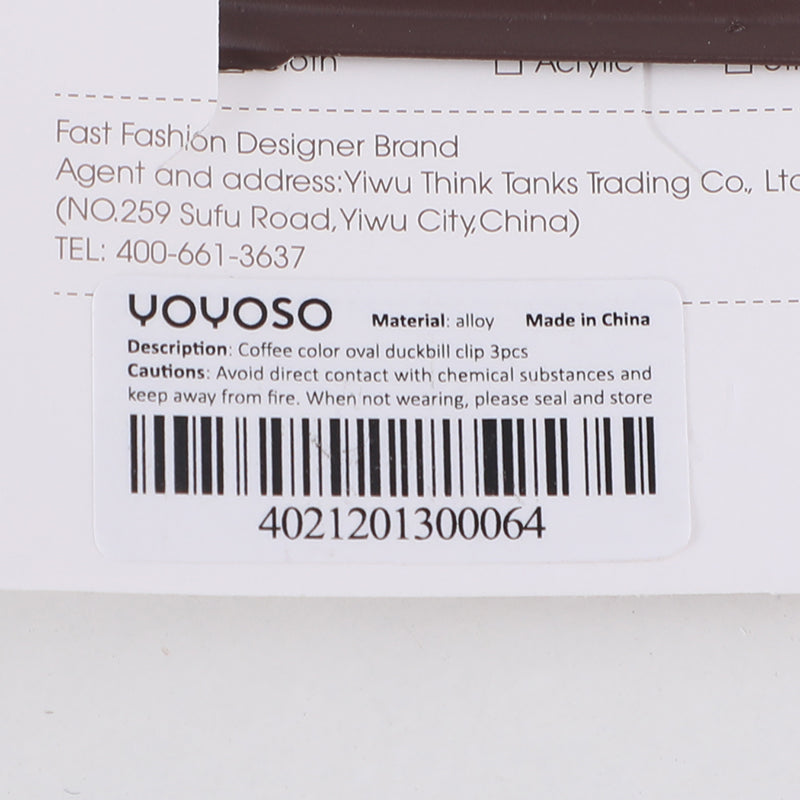 Cloth Acrylic
Fast Fashion Designer Brand
Agent and address:Yiwu Think Tanks Trading Co., Ltd
(NO.259 Sufu Road,Yiwu City,China)
TEL: 400-661-3637
YOYOSO Material: alloy Made in China
Description: Coffee color oval duckbill clip 3pcs
Cautions: Avoid direct contact with chemical substances and
keep away from fire. When not wearing, please seal and store
4021201300064